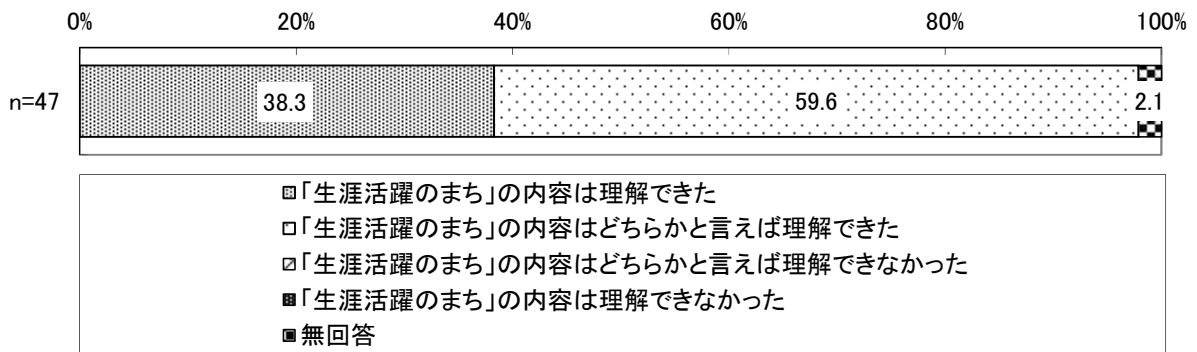 0% 20% 40% 60% 80% 100%
n=47 38.3 59.6 2.1
「生涯活躍のまち」の内容は理解できた
「生涯活躍のまち」の内容はどちらかと言えば理解できた
「生涯活躍のまち」の内容はどちらかと言えば理解できなかった
「生涯活躍のまち」の内容は理解できなかった
無回答